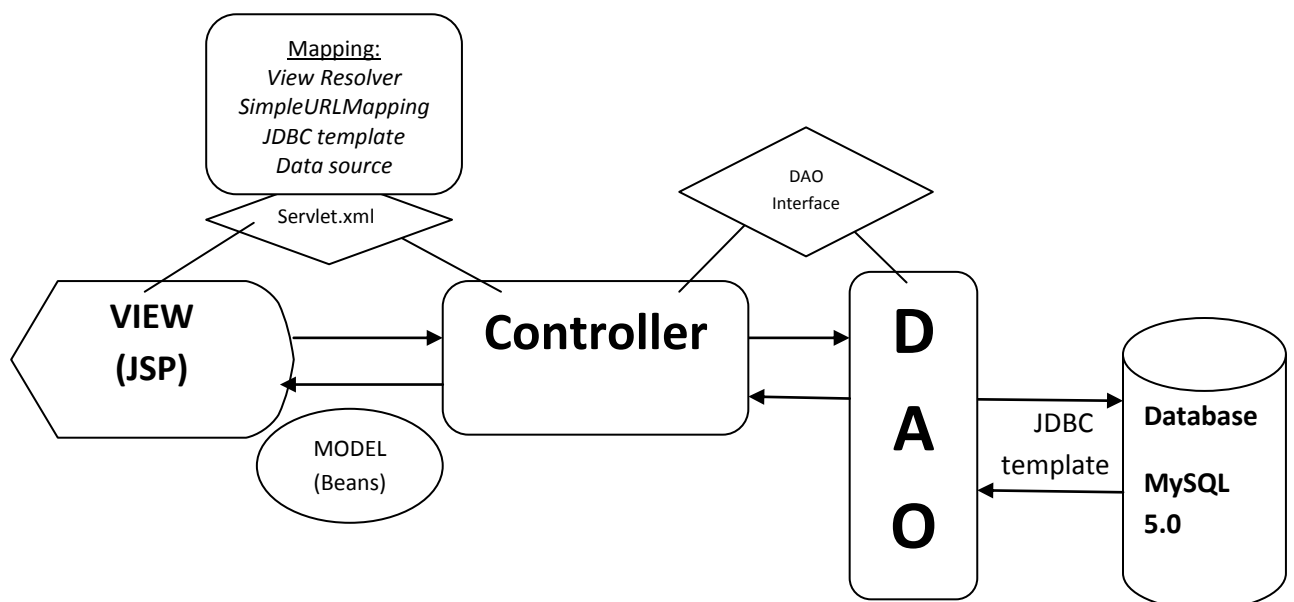 Mapping:
View Resolver
SimpleURLMapping
JDBC template
Data source
Servlet.xml
DAO
Interface
VIEW
(JSP)
Controller
D
A
O
MODEL
(Beans)
JDBC
template
Database
MySQL
5.0